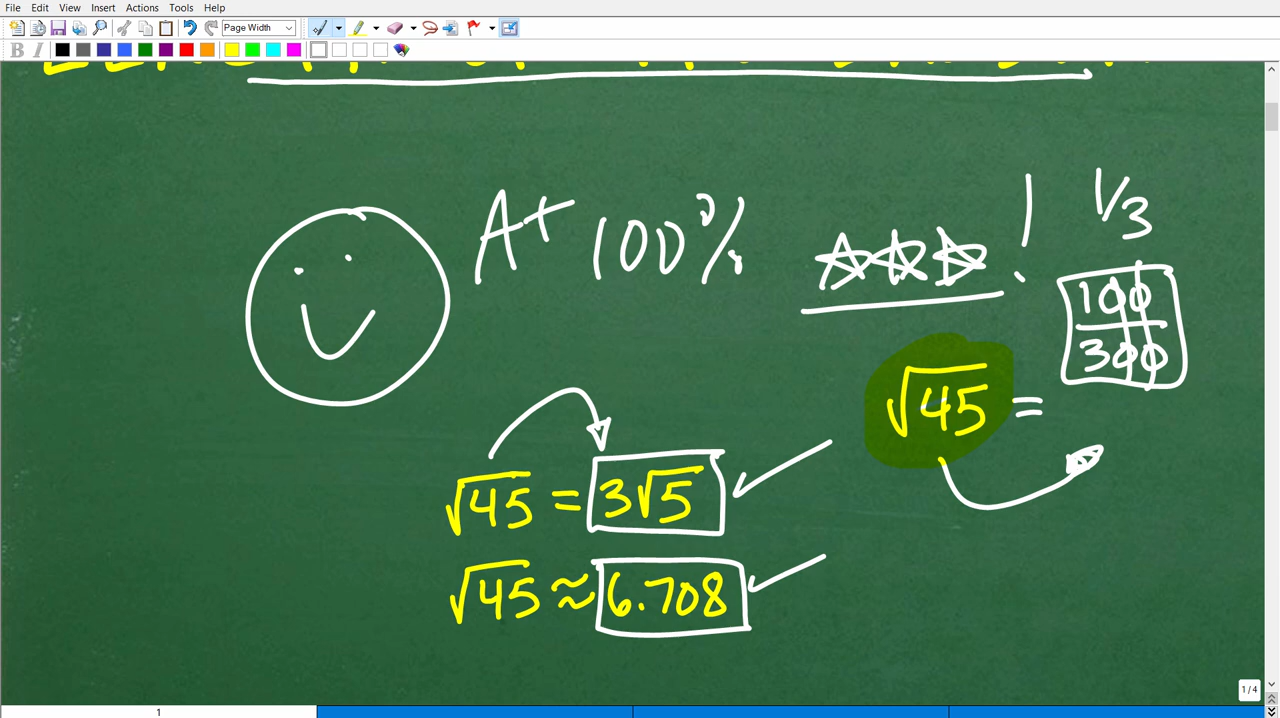 File Edit View Insert Actions Tools Help
Page Width
B I
A+ 100% ! 1/3
100
300
√45 =
√45 = 3√5
√45 ≈ 6.708
1 / 4
1